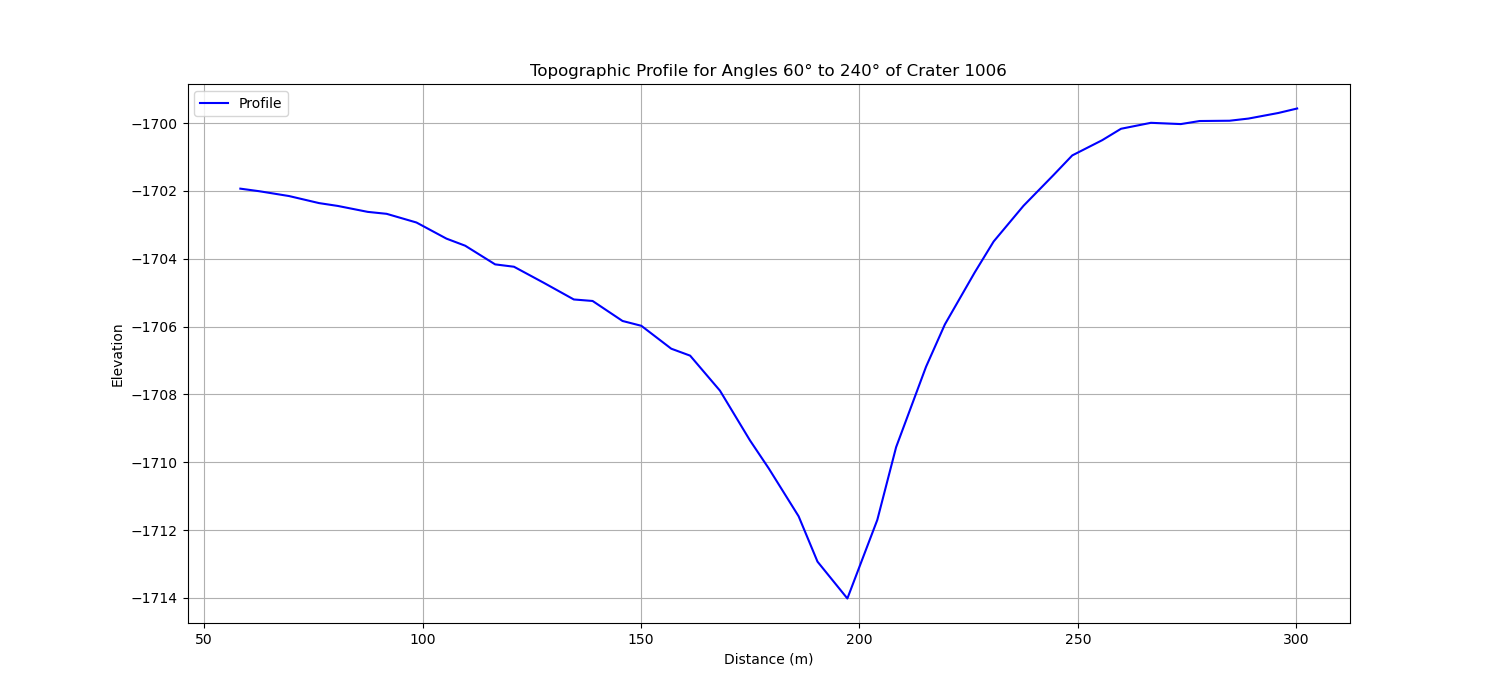 Topographic Profile for Angles 60° to 240° of Crater 1006
Profile
−1700
−1702
−1704
−1706
−1708
−1710
−1712
−1714
Elevation
50 100 150 200 250 300
Distance (m)